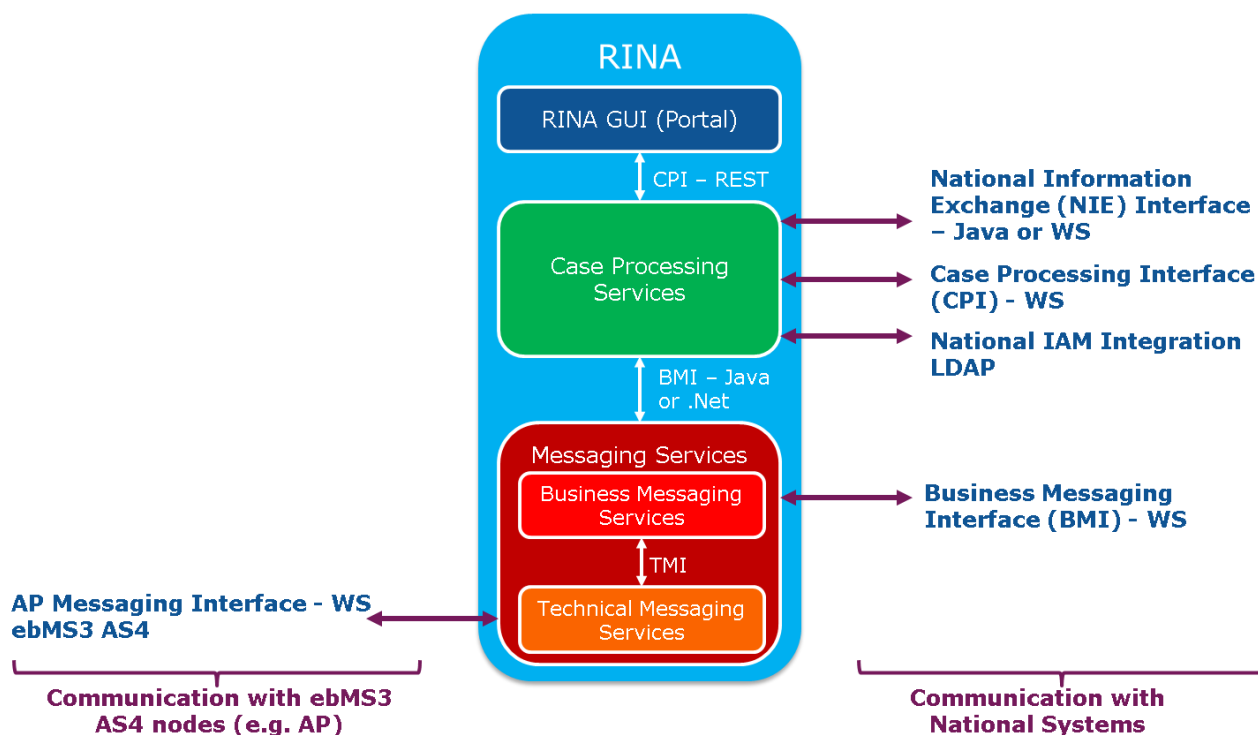 RINA
RINA GUI (Portal)
CPI – REST
National Information
Exchange (NIE) Interface
– Java or WS
Case Processing
Services
Case Processing Interface
(CPI) - WS
National IAM Integration
LDAP
BMI – Java
or .Net
Messaging Services
Business Messaging
Services
Business Messaging
Interface (BMI) - WS
TMI
Technical Messaging
Services
AP Messaging Interface - WS
ebMS3 AS4
Communication with ebMS3
AS4 nodes (e.g. AP)
Communication with
National Systems